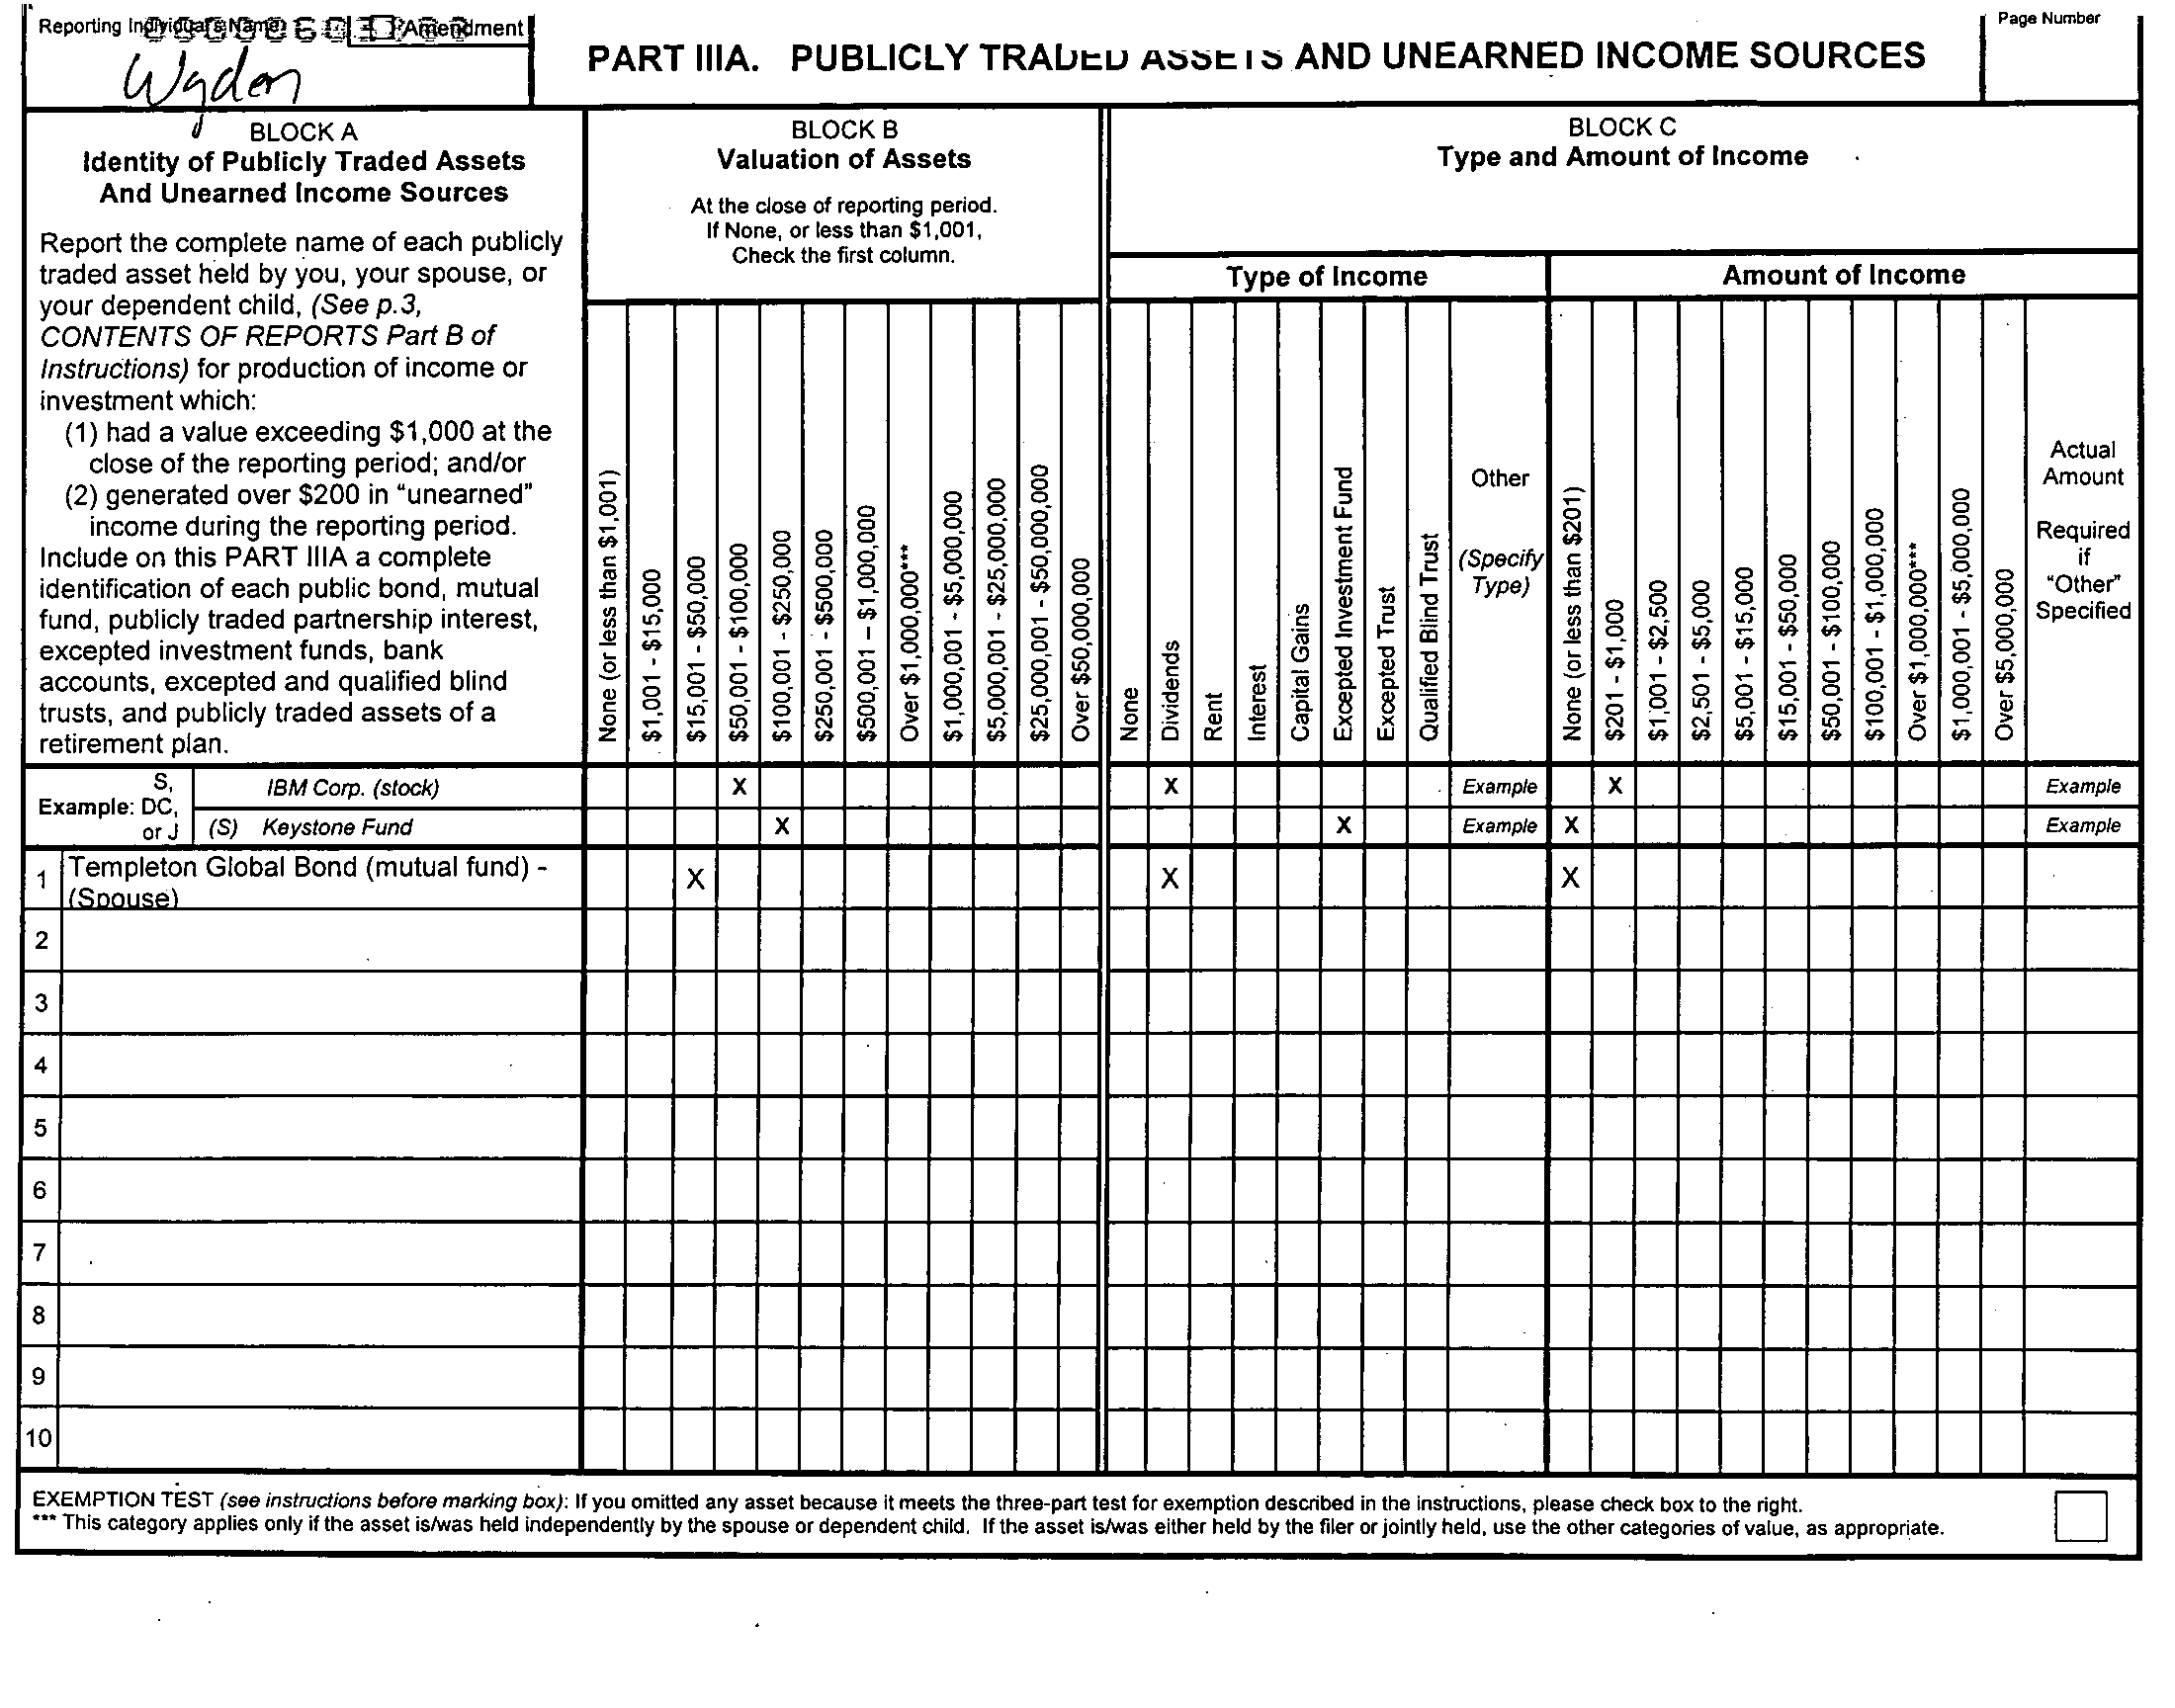 Reporting Individual's Name
Amendment
Wyden
PART IIIA. PUBLICLY TRADED ASSETS AND UNEARNED INCOME SOURCES
Page Number
BLOCK A
Identity of Publicly Traded Assets
And Unearned Income Sources
Report the complete name of each publicly
traded asset held by you, your spouse, or
your dependent child, (See p.3,
CONTENTS OF REPORTS Part B of
Instructions) for production of income or
investment which:
(1) had a value exceeding $1,000 at the
close of the reporting period; and/or
(2) generated over $200 in “unearned”
income during the reporting period.
Include on this PART IIIA a complete
identification of each public bond, mutual
fund, publicly traded partnership interest,
excepted investment funds, bank
accounts, excepted and qualified blind
trusts, and publicly traded assets of a
retirement plan.
BLOCK B
Valuation of Assets
At the close of reporting period.
If None, or less than $1,001,
Check the first column.
None (or less than $1,001)
$1,001 - $15,000
$15,001 - $50,000
$50,001 - $100,000
$100,001 - $250,000
$250,001 - $500,000
$500,001 – $1,000,000
Over $1,000,000***
$1,000,001 - $5,000,000
$5,000,001 - $25,000,000
$25,000,001 - $50,000,000
Over $50,000,000
BLOCK C
Type and Amount of Income
Type of Income
None
Dividends
Rent
Interest
Capital Gains
Excepted Investment Fund
Excepted Trust
Qualified Blind Trust
Other
(Specify
Type)
Amount of Income
None (or less than $201)
$201 - $1,000
$1,001 - $2,500
$2,501 - $5,000
$5,001 - $15,000
$15,001 - $50,000
$50,001 - $100,000
$100,001 - $1,000,000
Over $1,000,000***
$1,000,001 - $5,000,000
Over $5,000,000
Actual
Amount
Required
if
“Other”
Specified
Example: S, DC, or J
IBM Corp. (stock) X X Example X Example
(S) Keystone Fund X X Example X Example
1 Templeton Global Bond (mutual fund) - X X X
(Spouse)
2
3
4
5
6
7
8
9
10
EXEMPTION TEST (see instructions before marking box): If you omitted any asset because it meets the three-part test for exemption described in the instructions, please check box to the right.
*** This category applies only if the asset is/was held independently by the spouse or dependent child. If the asset is/was either held by the filer or jointly held, use the other categories of value, as appropriate.